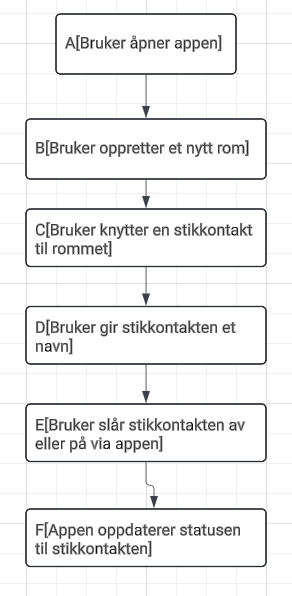 A[Bruker åpner appen]
B[Bruker oppretter et nytt rom]
C[Bruker knytter en stikkontakt
til rommet]
D[Bruker gir stikkontakten et
navn]
E[Bruker slår stikkontakten av
eller på via appen]
F[Appen oppdaterer statusen
til stikkontakten]